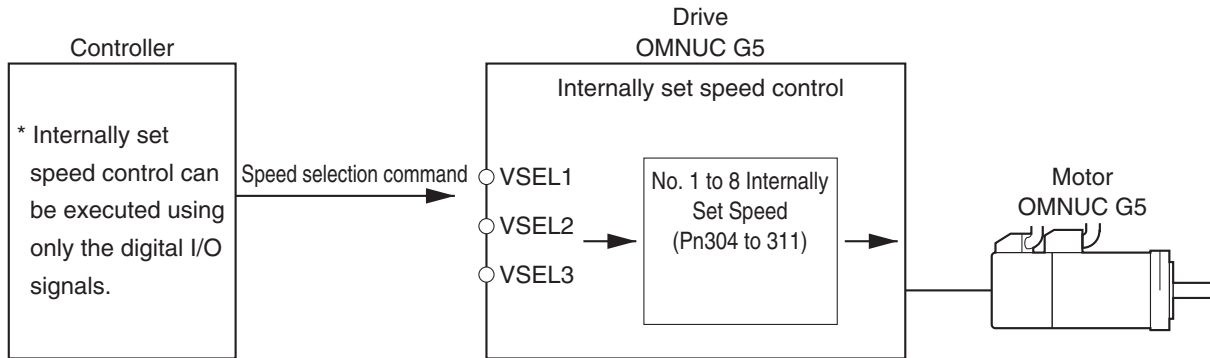 Drive
OMNUC G5
Controller
Internally set speed control
* Internally set
speed control can
be executed using
only the digital I/O
signals.
Speed selection command
VSEL1
VSEL2
VSEL3
No. 1 to 8 Internally
Set Speed
(Pn304 to 311)
Motor
OMNUC G5